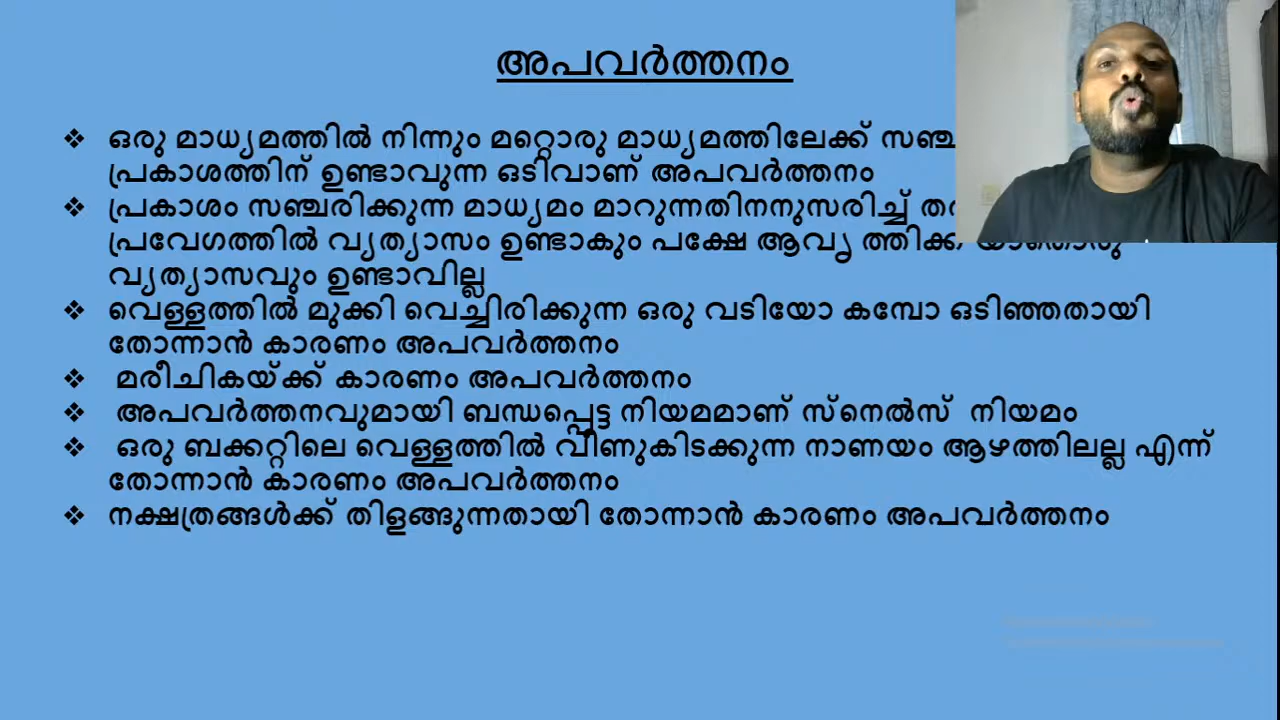 അപവർത്തനം
❖ ഒരു മാധ്യമത്തിൽ നിന്നും മറ്റൊരു മാധ്യമത്തിലേക്ക്
പ്രകാശത്തിന് ഉണ്ടാവുന്ന ഒടിവാണ് അപവർത്തനം
❖ പ്രകാശം സഞ്ചരിക്കുന്ന മാധ്യമം മാറുന്നതിനനുസരിച്ച്
പ്രവേഗത്തിൽ വ്യത്യാസം ഉണ്ടാകും പക്ഷേ ആവൃ ത്തിക്ക്
വ്യത്യാസവും ഉണ്ടാവില്ല
❖ വെള്ളത്തിൽ മുക്കി വെച്ചിരിക്കുന്ന ഒരു വടിയോ കമ്പോ ഒടിഞ്ഞതായി
തോന്നാൻ കാരണം അപവർത്തനം
❖ മരീചികയ്ക്ക് കാരണം അപവർത്തനം
❖ അപവർത്തനവുമായി ബന്ധപ്പെട്ട നിയമമാണ് സ്നെൽസ് നിയമം
❖ ഒരു ബക്കറ്റിലെ വെള്ളത്തിൽ വീണുകിടക്കുന്ന നാണയം ആഴത്തിലല്ല എന്ന്
തോന്നാൻ കാരണം അപവർത്തനം
❖ നക്ഷത്രങ്ങൾക്ക് തിളങ്ങുന്നതായി തോന്നാൻ കാരണം അപവർത്തനം